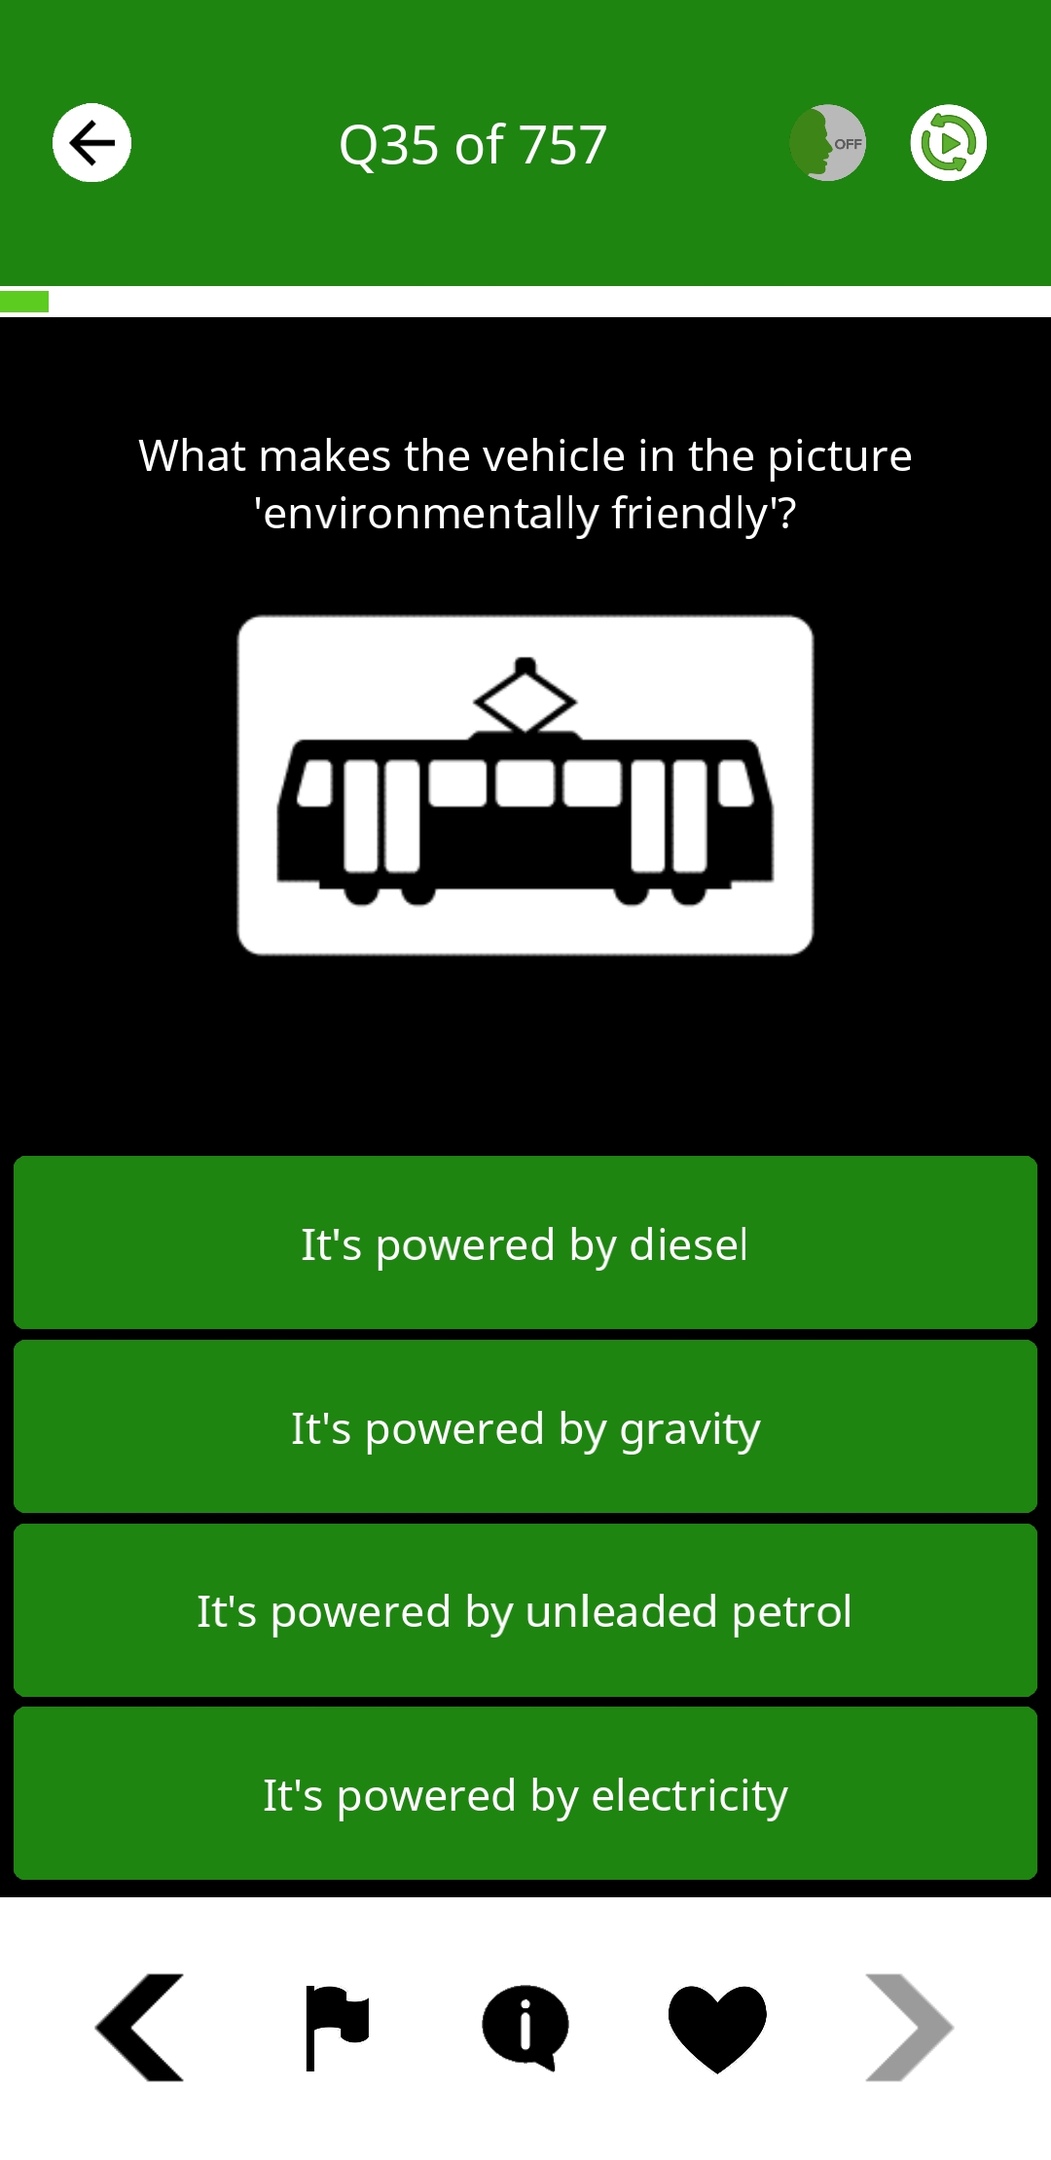 Q35 of 757
OFF
What makes the vehicle in the picture
'environmentally friendly'?
It's powered by diesel
It's powered by gravity
It's powered by unleaded petrol
It's powered by electricity